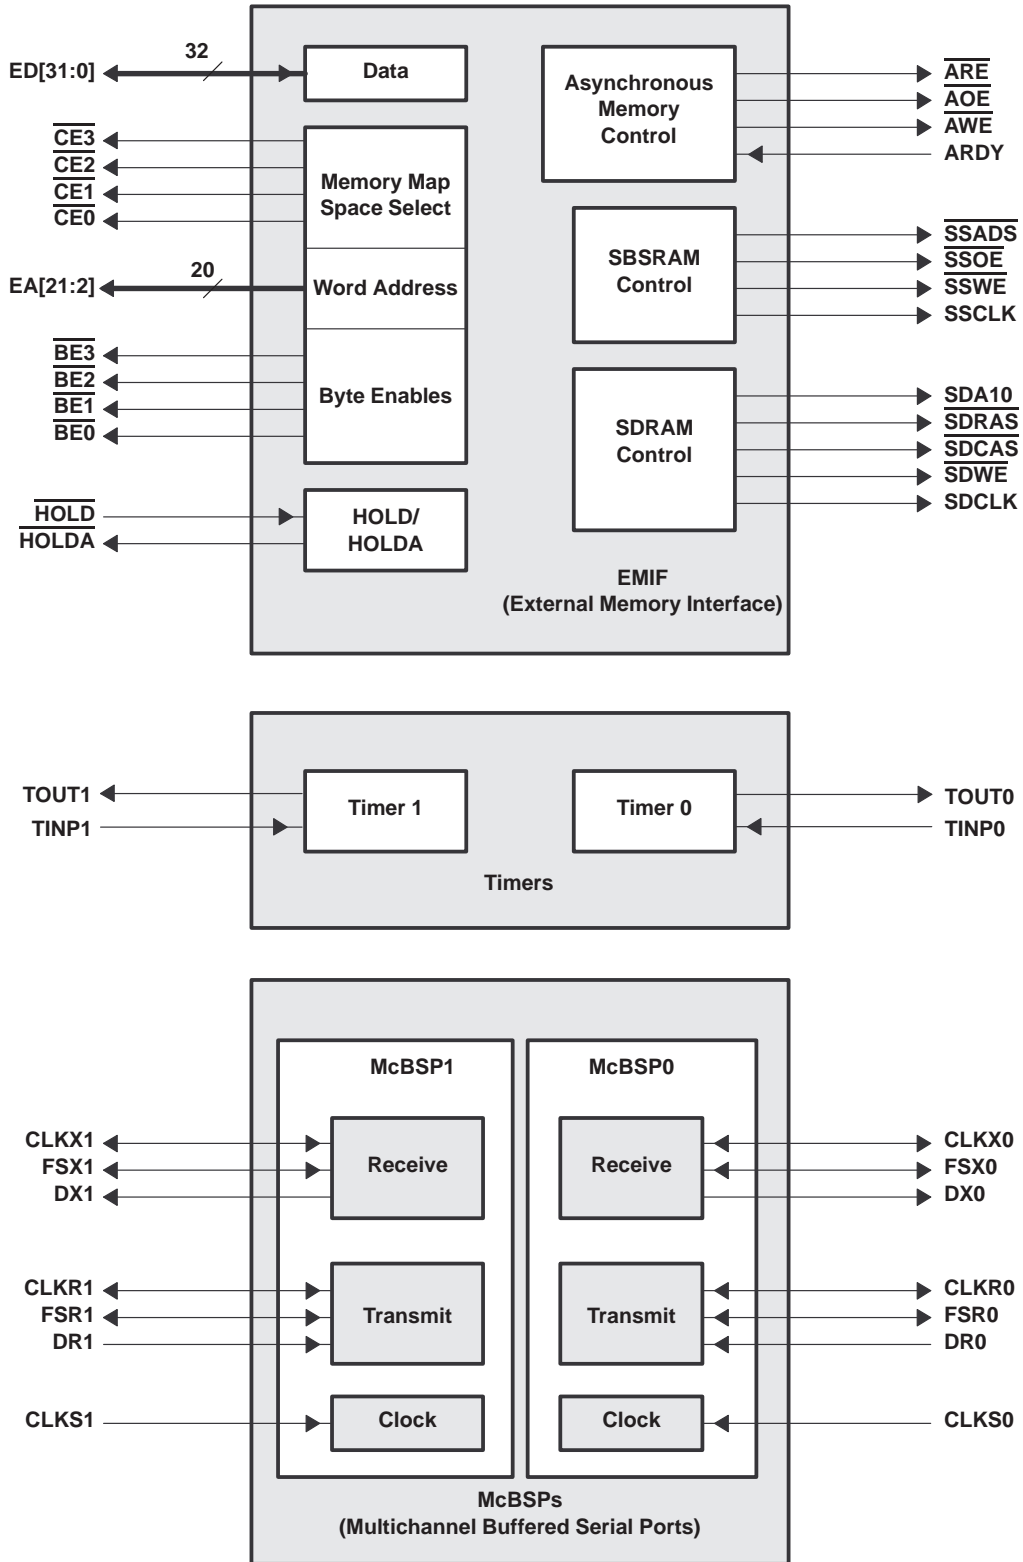 32
ED[31:0]
Data
CE3
CE2
CE1
CE0
Memory Map
Space Select
20
EA[21:2]
Word Address
BE3
BE2
BE1
BE0
Byte Enables
HOLD
HOLDA
HOLD/
HOLDA
Asynchronous
Memory
Control
ARE
AOE
AWE
ARDY
SBSRAM
Control
SSADS
SSOE
SSWE
SSCLK
SDRAM
Control
SDA10
SDRAS
SDCAS
SDWE
SDCLK
EMIF
(External Memory Interface)
TOUT1
TINP1
Timer 1
Timer 0
TOUT0
TINP0
Timers
McBSP1
McBSP0
CLKX1
FSX1
DX1
Receive
Receive
CLKX0
FSX0
DX0
CLKR1
FSR1
DR1
Transmit
Transmit
CLKR0
FSR0
DR0
CLKS1
Clock
Clock
CLKS0
McBSPs
(Multichannel Buffered Serial Ports)